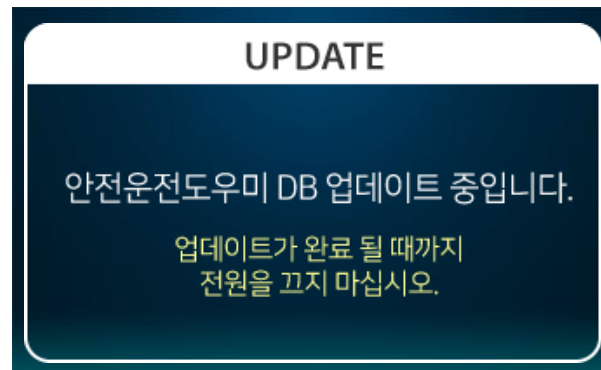 UPDATE
안전운전도우미 DB 업데이트 중입니다.
업데이트가 완료 될 때까지
전원을 끄지 마십시오.